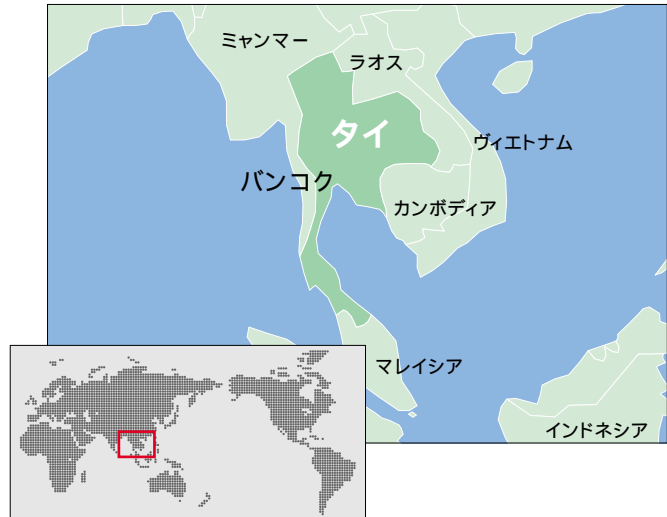 ミャンマー
ラオス
タイ
ヴィエトナム
バンコク
カンボディア
マレイシア
インドネシア